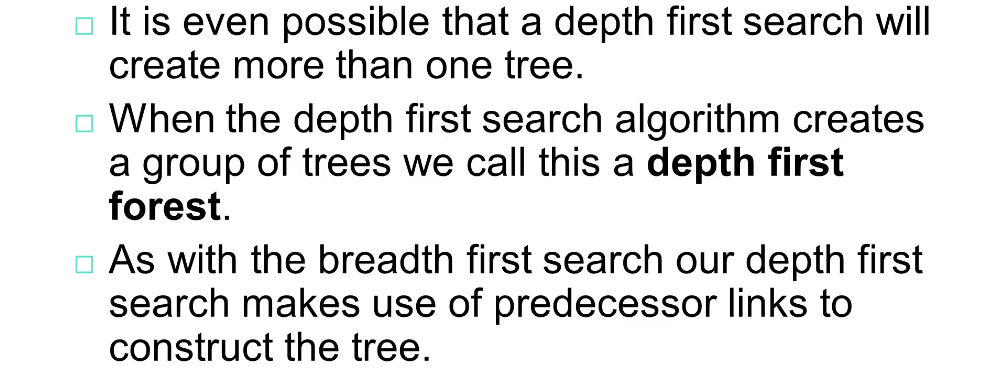 It is even possible that a depth first search will
create more than one tree.
When the depth first search algorithm creates
a group of trees we call this a depth first
forest.
As with the breadth first search our depth first
search makes use of predecessor links to
construct the tree.